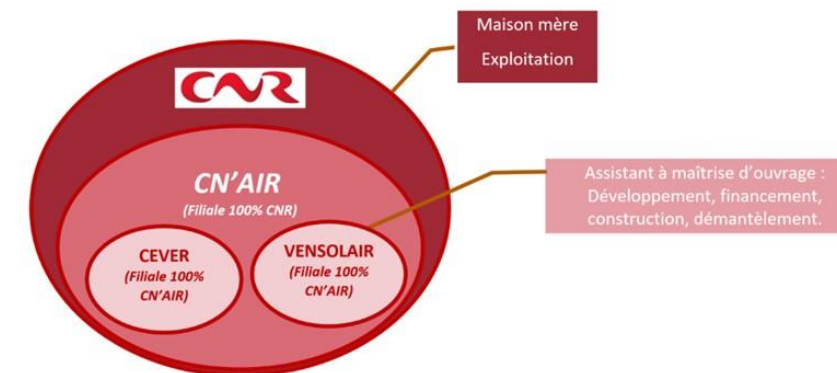 Maison mère
Exploitation
CNR
CN'AIR
(Filiale 100% CNR)
Assistant à maîtrise d'ouvrage :
Développement, financement,
construction, démantèlement.
CEVER
(Filiale 100%
CN'AIR)
VENSOLAIR
(Filiale 100%
CN'AIR)